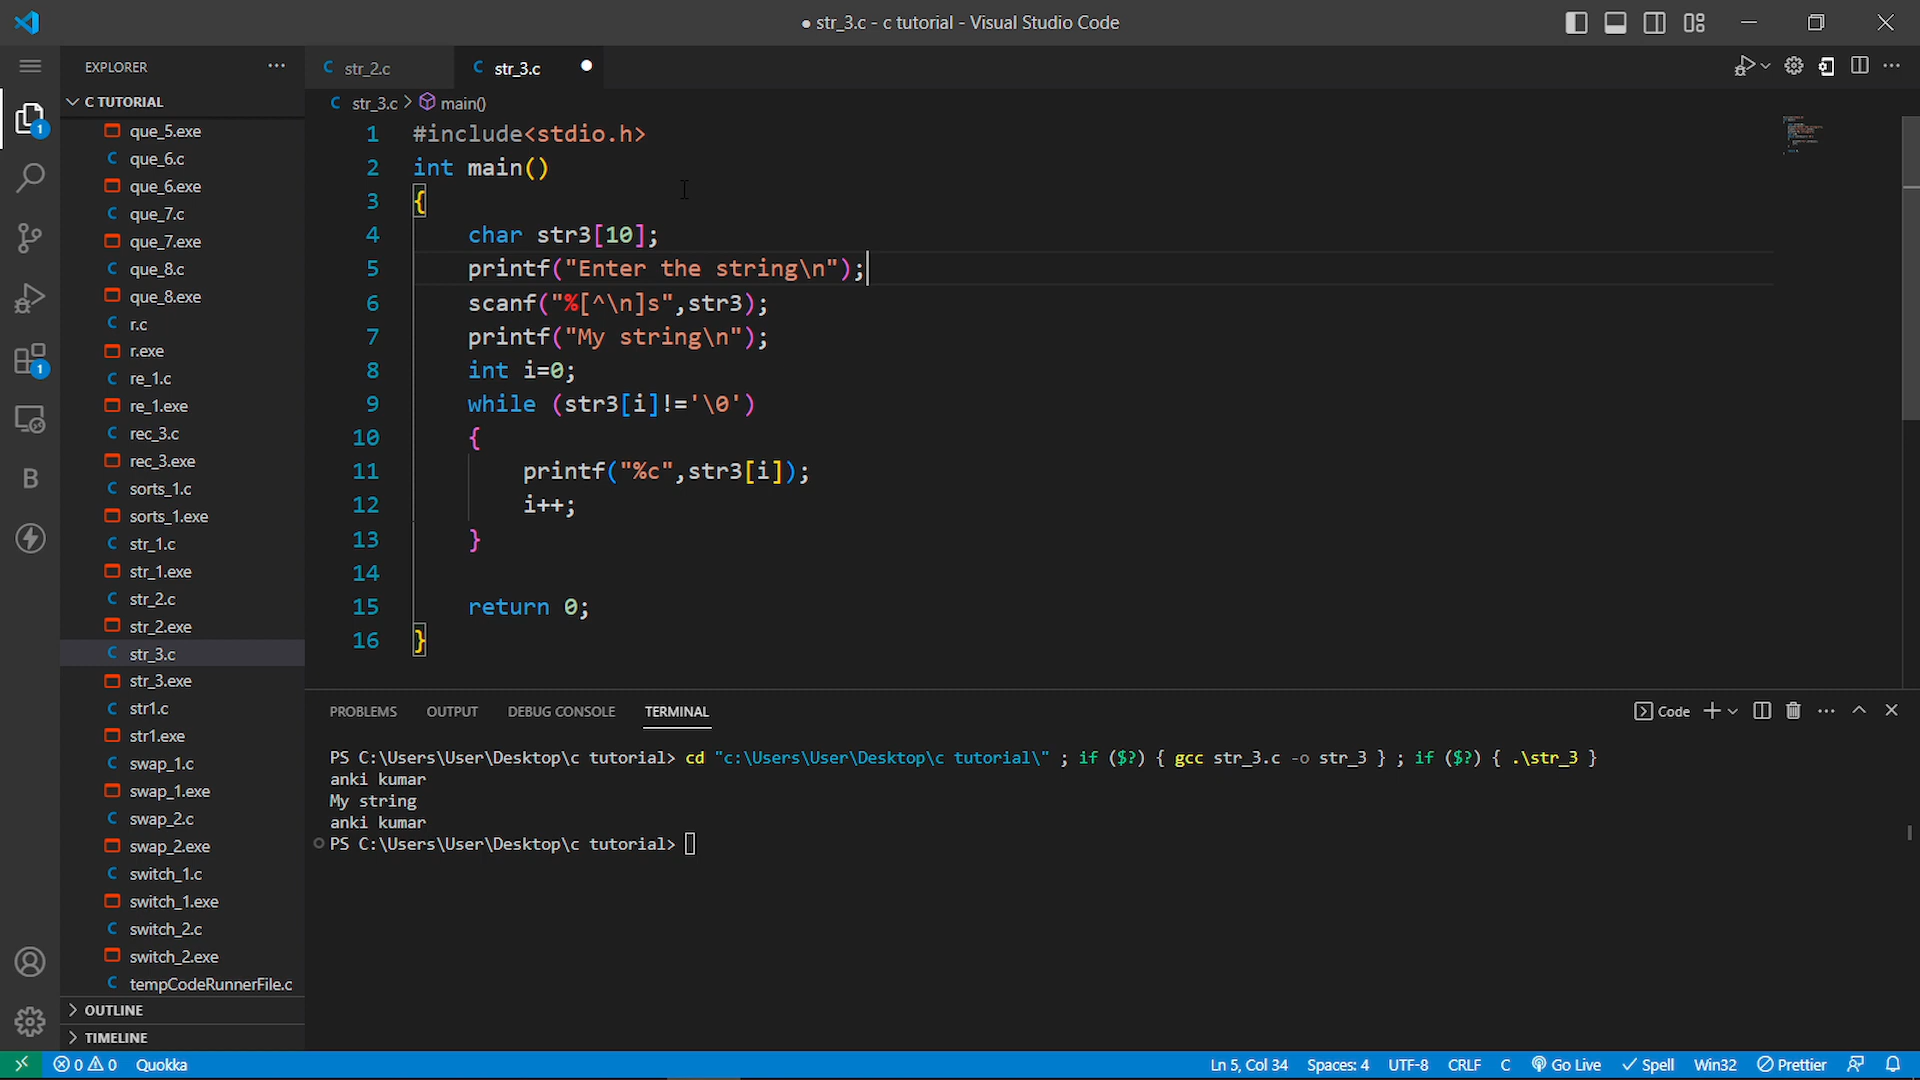 ● str_3.c - c tutorial - Visual Studio Code
EXPLORER
C str_2.c
C str_3.c
C TUTORIAL
C str_3.c > main()
que_5.exe
C que_6.c
que_6.exe
C que_7.c
que_7.exe
C que_8.c
que_8.exe
C r.c
r.exe
C re_1.c
re_1.exe
C rec_3.c
rec_3.exe
C sorts_1.c
sorts_1.exe
C str_1.c
str_1.exe
C str_2.c
str_2.exe
C str_3.c
str_3.exe
C str1.c
str1.exe
C swap_1.c
swap_1.exe
C swap_2.c
swap_2.exe
C switch_1.c
switch_1.exe
C switch_2.c
switch_2.exe
C tempCodeRunnerFile.c
OUTLINE
TIMELINE
1
1
B
1 #include<stdio.h>
2 int main()
3 {
4 char str3[10];
5 printf("Enter the string\n");
6 scanf("%[^\n]s",str3);
7 printf("My string\n");
8 int i=0;
9 while (str3[i]!='\0')
10 {
11 printf("%c",str3[i]);
12 i++;
13 }
14
15 return 0;
16 }
PROBLEMS OUTPUT DEBUG CONSOLE TERMINAL Code
PS C:\Users\User\Desktop\c tutorial> cd "c:\Users\User\Desktop\c tutorial\" ; if ($?) { gcc str_3.c -o str_3 } ; if ($?) { .\str_3 }
anki kumar
My string
anki kumar
PS C:\Users\User\Desktop\c tutorial>
0 0 Quokka Ln 5, Col 34 Spaces: 4 UTF-8 CRLF C Go Live Spell Win32 Prettier